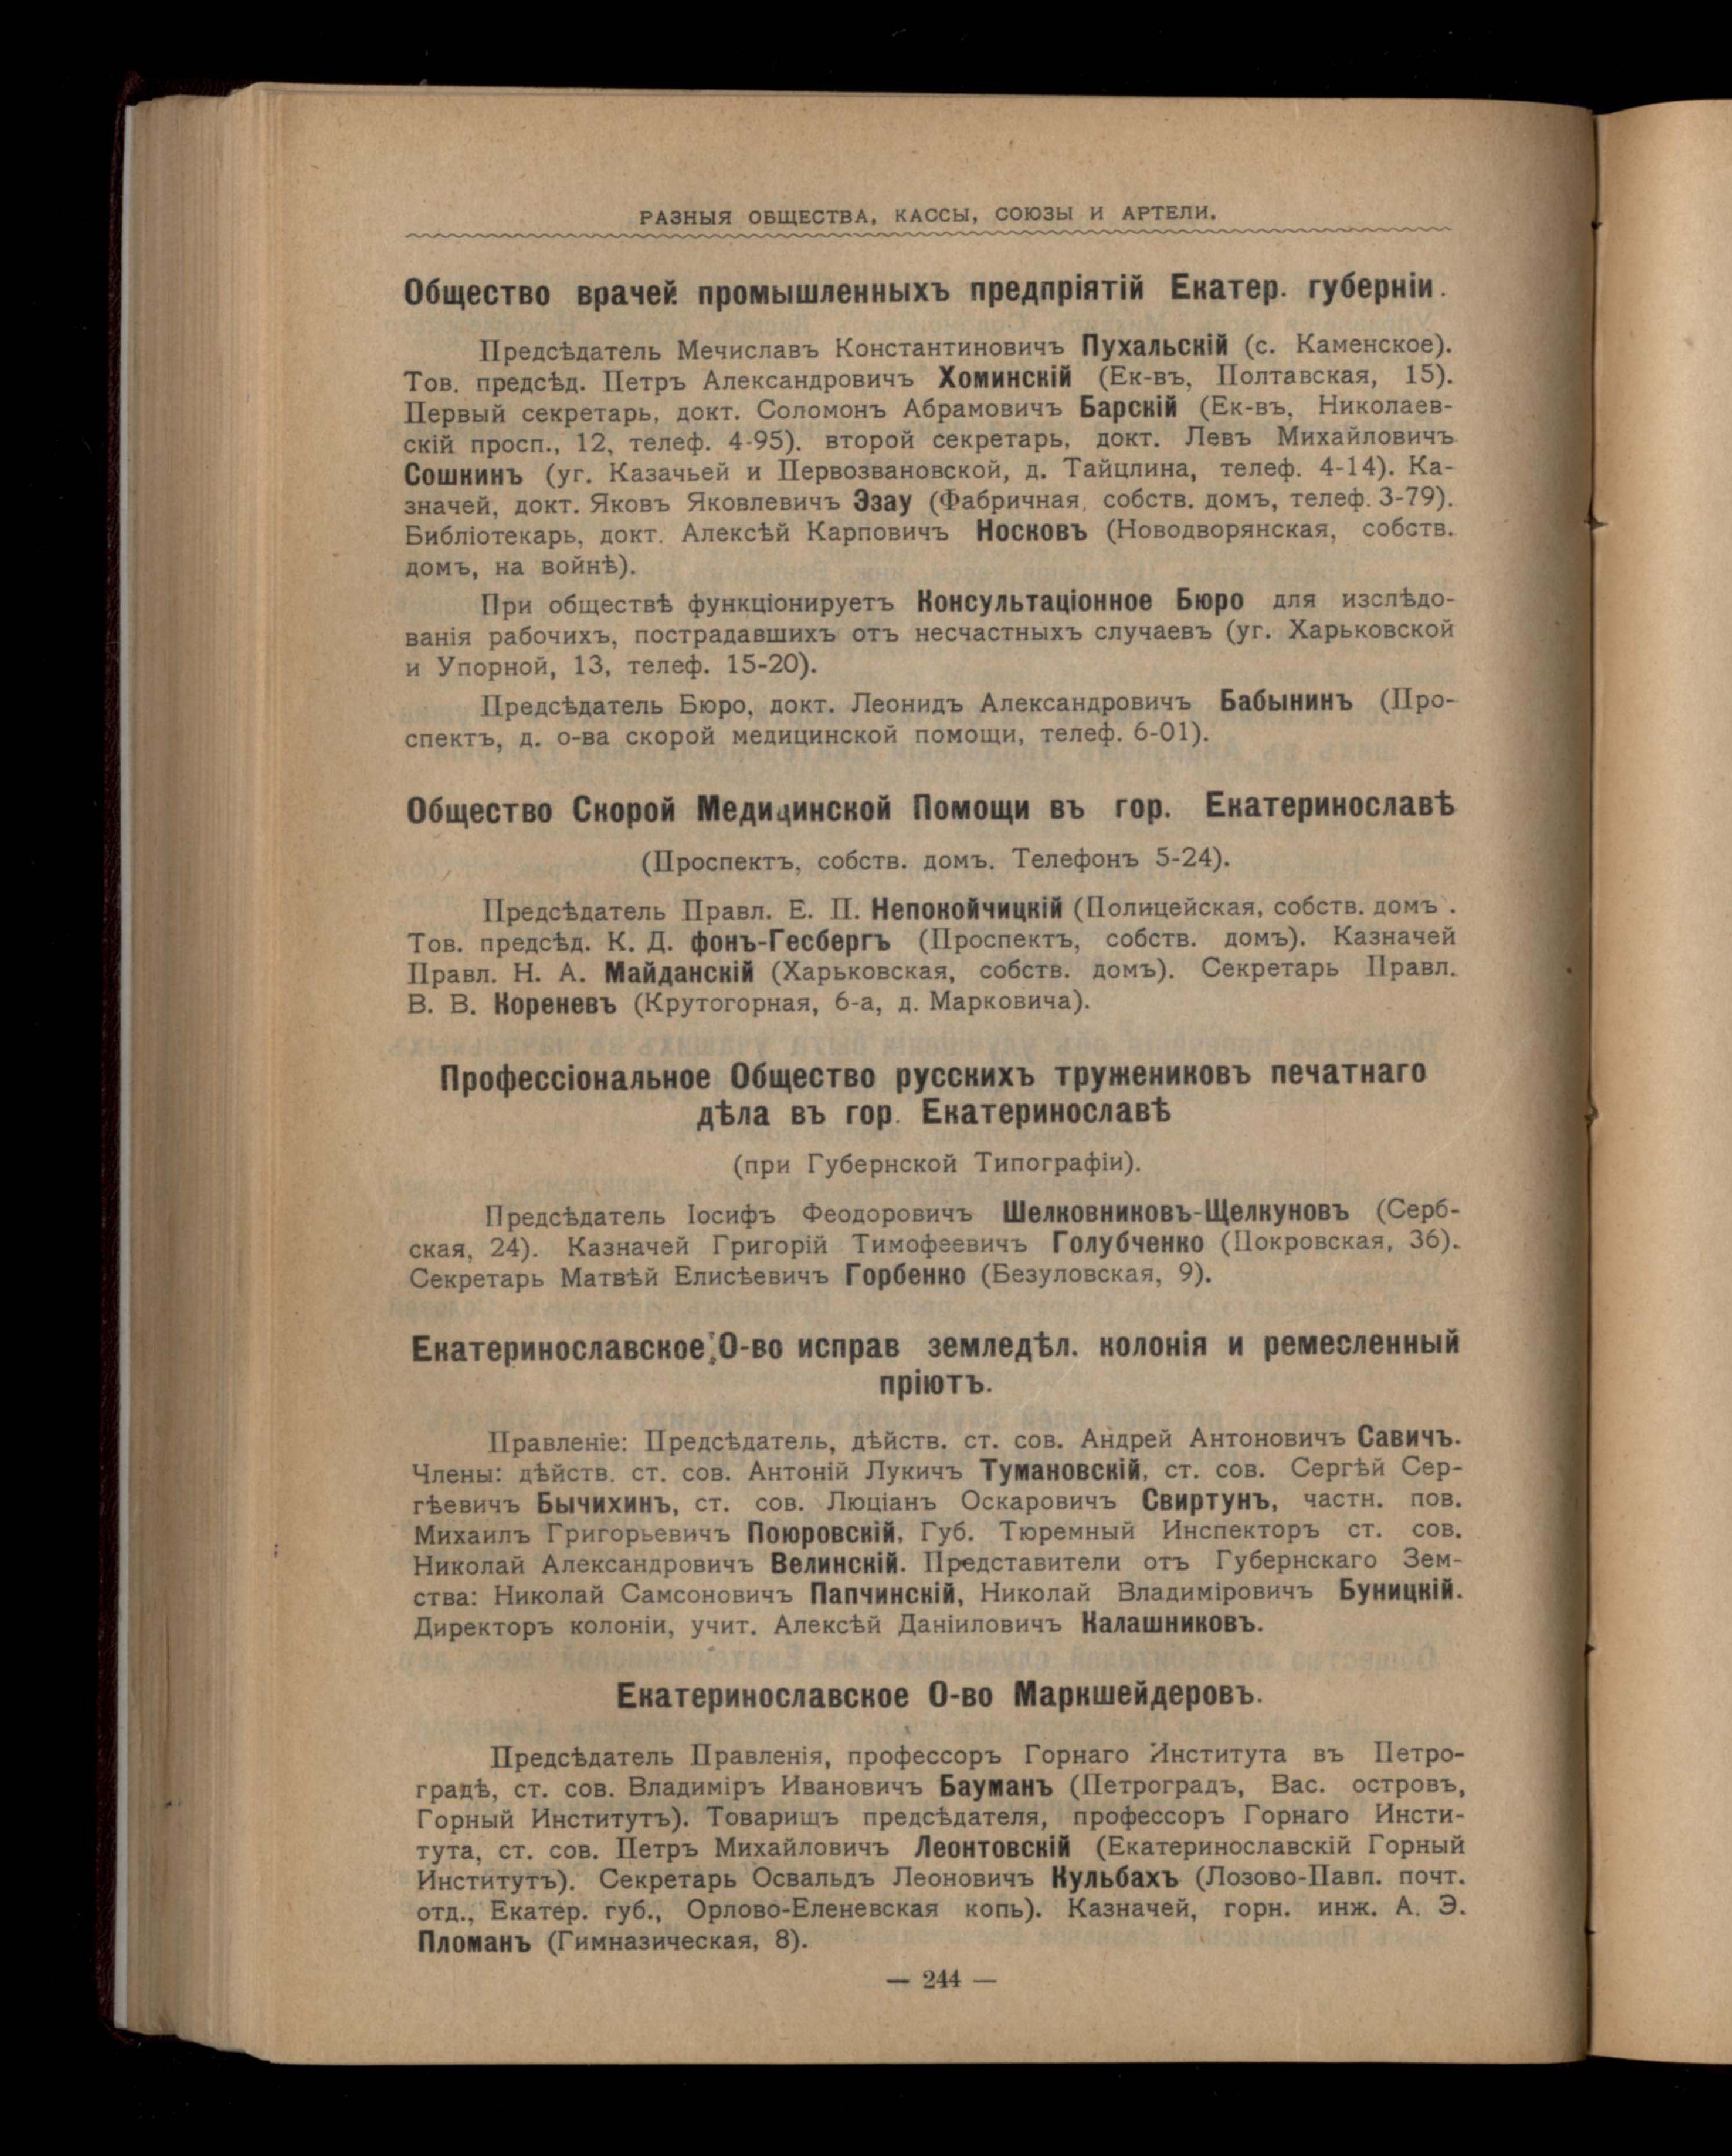 РАЗНЫЯ ОБЩЕСТВА, КАССЫ, СОЮЗЫ И АРТЕЛИ.
Общество врачей промышленныхъ предпріятій Екатер. губерніи.
Предсѣдатель Мечиславъ Константиновичъ Пухальскій (с. Каменское).
Тов. предсѣд. Петръ Александровичъ Хоминскій (Ек-въ, Полтавская, 15).
Первый секретарь, докт. Соломонъ Абрамовичъ Барскій (Ек-въ, Николаев-
скій просп., 12, телеф. 4-95). второй секретарь, докт. Левъ Михайловичъ
Сошкинъ (уг. Казачьей и Первозвановской, д. Тайцлина, телеф. 4-14). Ка-
значей, докт. Яковъ Яковлевичъ Эзау (Фабричная, собств. домъ, телеф. 3-79).
Библіотекарь, докт. Алексѣй Карповичъ Носковъ (Новодворянская, собств.
домъ, на войнѣ).
При обществѣ функціонируетъ Консультаціонное Бюро для изслѣдо-
ванія рабочихъ, пострадавшихъ отъ несчастныхъ случаевъ (уг. Харьковской
и Упорной, 13, телеф. 15-20).
Предсѣдатель Бюро, докт. Леонидъ Александровичъ Бабынинъ (Про-
спектъ, д. о-ва скорой медицинской помощи, телеф. 6-01).
Общество Скорой Медицинской Помощи въ гор. Екатеринославѣ
(Проспектъ, собств. домъ. Телефонъ 5-24).
Предсѣдатель Правл. Е. П. Непокойчицкій (Полицейская, собств. домъ .
Тов. предсѣд. К. Д. фонъ-Гесбергъ (Проспектъ, собств. домъ). Казначей
Правл. Н. А. Майданскій (Харьковская, собств. домъ). Секретарь Правл.
В. В. Кореневъ (Крутогорная, 6-а, д. Марковича).
Профессіональное Общество русскихъ тружениковъ печатнаго
дѣла въ гор. Екатеринославѣ
(при Губернской Типографіи).
Предсѣдатель Іосифъ Феодоровичъ Шелковниковъ-Щелкуновъ (Серб-
ская, 24). Казначей Григорій Тимофеевичъ Голубченко (Покровская, 36).
Секретарь Матвѣй Елисѣевичъ Горбенко (Безуловская, 9).
Екатеринославское О-во исправ земледѣл. колонія и ремесленный
пріютъ.
Правленіе: Предсѣдатель, дѣйств. ст. сов. Андрей Антоновичъ Савичъ.
Члены: дѣйств. ст. сов. Антоній Лукичъ Тумановскій, ст. сов. Сергѣй Сер-
гѣевичъ Бычихинъ, ст. сов. Люціанъ Оскаровичъ Свиртунъ, частн. пов.
Михаилъ Григорьевичъ Поюровскій, Губ. Тюремный Инспекторъ ст. сов.
Николай Александровичъ Велинскій. Представители отъ Губернскаго Зем-
ства: Николай Самсоновичъ Папчинскій, Николай Владиміровичъ Буницкій.
Директоръ колоніи, учит. Алексѣй Даніиловичъ Калашниковъ.
Екатеринославское О-во Маркшейдеровъ.
Предсѣдатель Правленія, профессоръ Горнаго Института въ Петро-
градѣ, ст. сов. Владиміръ Ивановичъ Бауманъ (Петроградъ, Вас. островъ,
Горный Институтъ). Товарищъ предсѣдателя, профессоръ Горнаго Инсти-
тута, ст. сов. Петръ Михайловичъ Леонтовскій (Екатеринославскій Горный
Институтъ). Секретарь Освальдъ Леоновичъ Кульбахъ (Лозово-Павл. почт.
отд., Екатер. губ., Орлово-Еленевская копь). Казначей, горн. инж. А. Э.
Пломанъ (Гимназическая, 8).
— 244 —